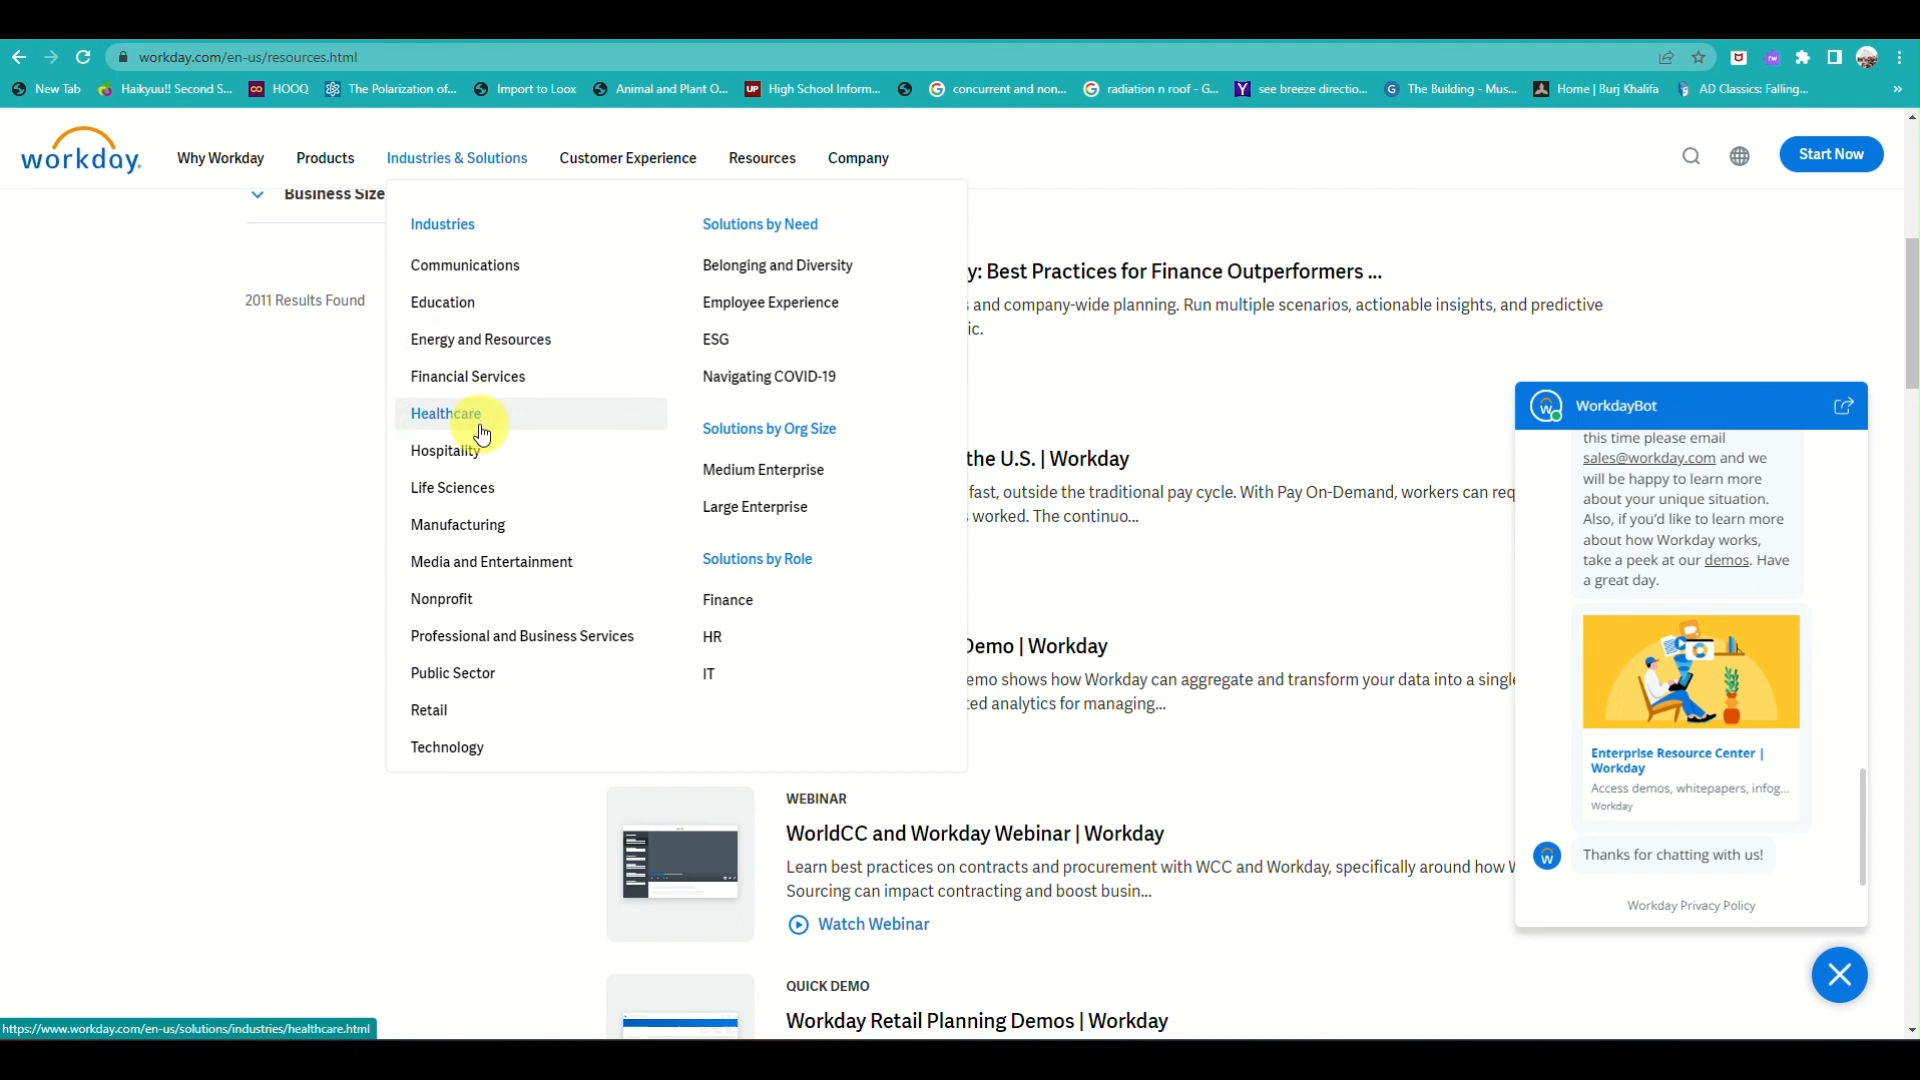 workday.com/en-us/resources.html
New Tab
Haikyuu!! Second S...
HOOQ
The Polarization of...
Import to Loox
Animal and Plant O...
High School Inform...
concurrent and non...
radiation n roof - G...
see breeze directio...
The Building - Mus...
Home | Burj Khalifa
AD Classics: Falling...
»
workday.
Why Workday
Products
Industries & Solutions
Customer Experience
Resources
Company
Start Now
Business Size
2011 Results Found
Industries
Communications
Education
Energy and Resources
Financial Services
Healthcare
Hospitality
Life Sciences
Manufacturing
Media and Entertainment
Nonprofit
Professional and Business Services
Public Sector
Retail
Technology
Solutions by Need
Belonging and Diversity
Employee Experience
ESG
Navigating COVID-19
Solutions by Org Size
Medium Enterprise
Large Enterprise
Solutions by Role
Finance
HR
IT
y: Best Practices for Finance Outperformers ...
and company-wide planning. Run multiple scenarios, actionable insights, and predictive
ic.
the U.S. | Workday
fast, outside the traditional pay cycle. With Pay On-Demand, workers can req
worked. The continuo...
Demo | Workday
emo shows how Workday can aggregate and transform your data into a single
ted analytics for managing...
WEBINAR
WorldCC and Workday Webinar | Workday
Learn best practices on contracts and procurement with WCC and Workday, specifically around how W
Sourcing can impact contracting and boost busin...
Watch Webinar
QUICK DEMO
Workday Retail Planning Demos | Workday
WorkdayBot
this time please email
sales@workday.com and we
will be happy to learn more
about your unique situation.
Also, if you'd like to learn more
about how Workday works,
take a peek at our demos. Have
a great day.
Enterprise Resource Center |
Workday
Access demos, whitepapers, infog...
Workday
Thanks for chatting with us!
Workday Privacy Policy
https://www.workday.com/en-us/solutions/industries/healthcare.html